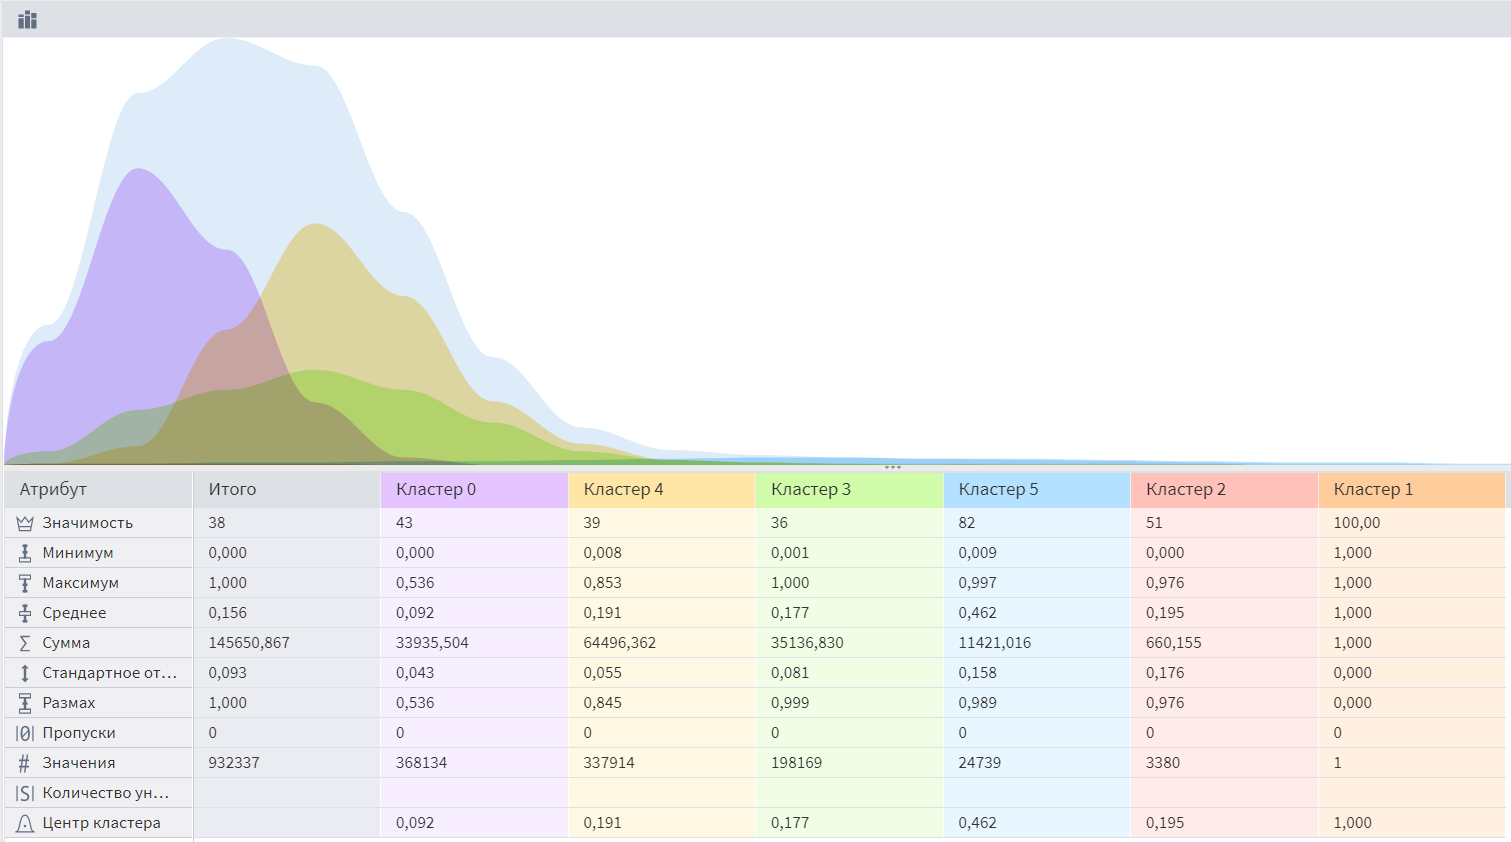 Атрибут Итого Кластер 0 Кластер 4 Кластер 3 Кластер 5 Кластер 2 Кластер 1
Значимость 38 43 39 36 82 51 100,00
Минимум 0,000 0,000 0,008 0,001 0,009 0,000 1,000
Максимум 1,000 0,536 0,853 1,000 0,997 0,976 1,000
Среднее 0,156 0,092 0,191 0,177 0,462 0,195 1,000
Сумма 145650,867 33935,504 64496,362 35136,830 11421,016 660,155 1,000
Стандартное от... 0,093 0,043 0,055 0,081 0,158 0,176 0,000
Размах 1,000 0,536 0,845 0,999 0,989 0,976 0,000
Пропуски 0 0 0 0 0 0 0
Значения 932337 368134 337914 198169 24739 3380 1
Количество ун...
Центр кластера 0,092 0,191 0,177 0,462 0,195 1,000